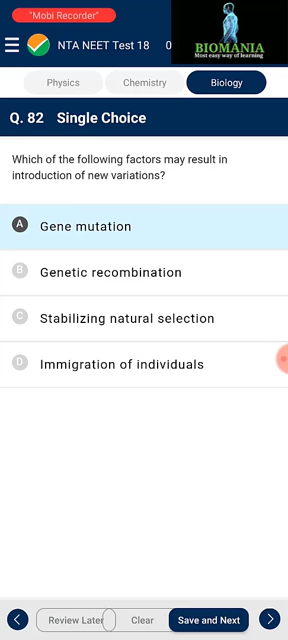 "Mobi Recorder"
NTA NEET Test 18 0
BIOMANIA
Most easy way of learning
Physics Chemistry Biology
Q. 82 Single Choice
Which of the following factors may result in
introduction of new variations?
A Gene mutation
B Genetic recombination
C Stabilizing natural selection
D Immigration of individuals
Review Later Clear Save and Next